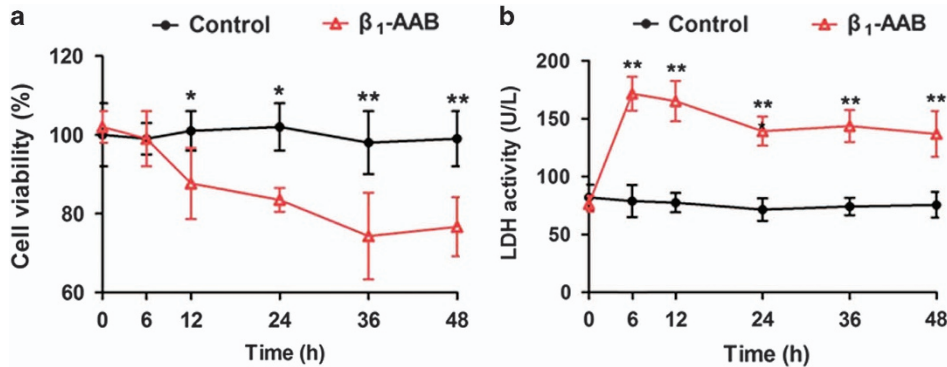 a
Control β1-AAB
Cell viability (%)
120
100
80
60
* * ** **
0 6 12 24 36 48
Time (h)
b
Control β1-AAB
LDH activity (U/L)
200
150
100
50
0
** ** ** ** **
*
0 6 12 24 36 48
Time (h)